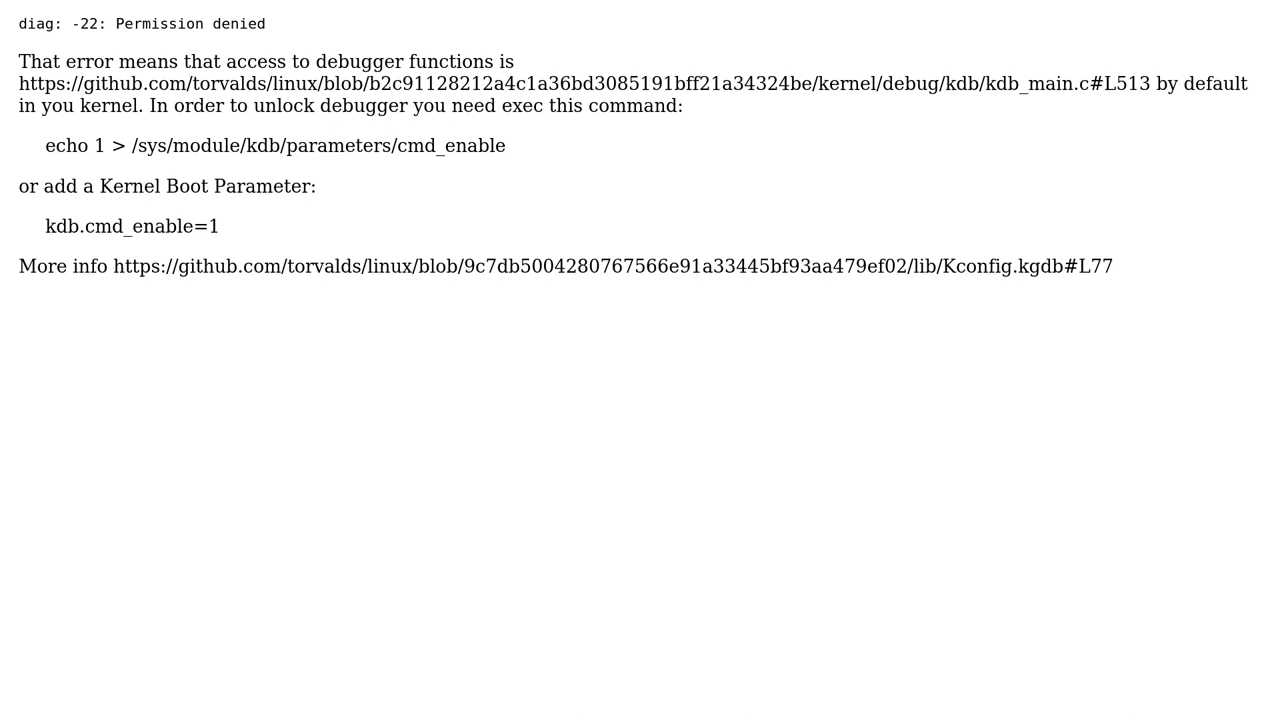 diag: -22: Permission denied
That error means that access to debugger functions is
https://github.com/torvalds/linux/blob/b2c91128212a4c1a36bd3085191bff21a34324be/kernel/debug/kdb/kdb_main.c#L513 by default
in you kernel. In order to unlock debugger you need exec this command:
echo 1 > /sys/module/kdb/parameters/cmd_enable
or add a Kernel Boot Parameter:
kdb.cmd_enable=1
More info https://github.com/torvalds/linux/blob/9c7db5004280767566e91a33445bf93aa479ef02/lib/Kconfig.kgdb#L77